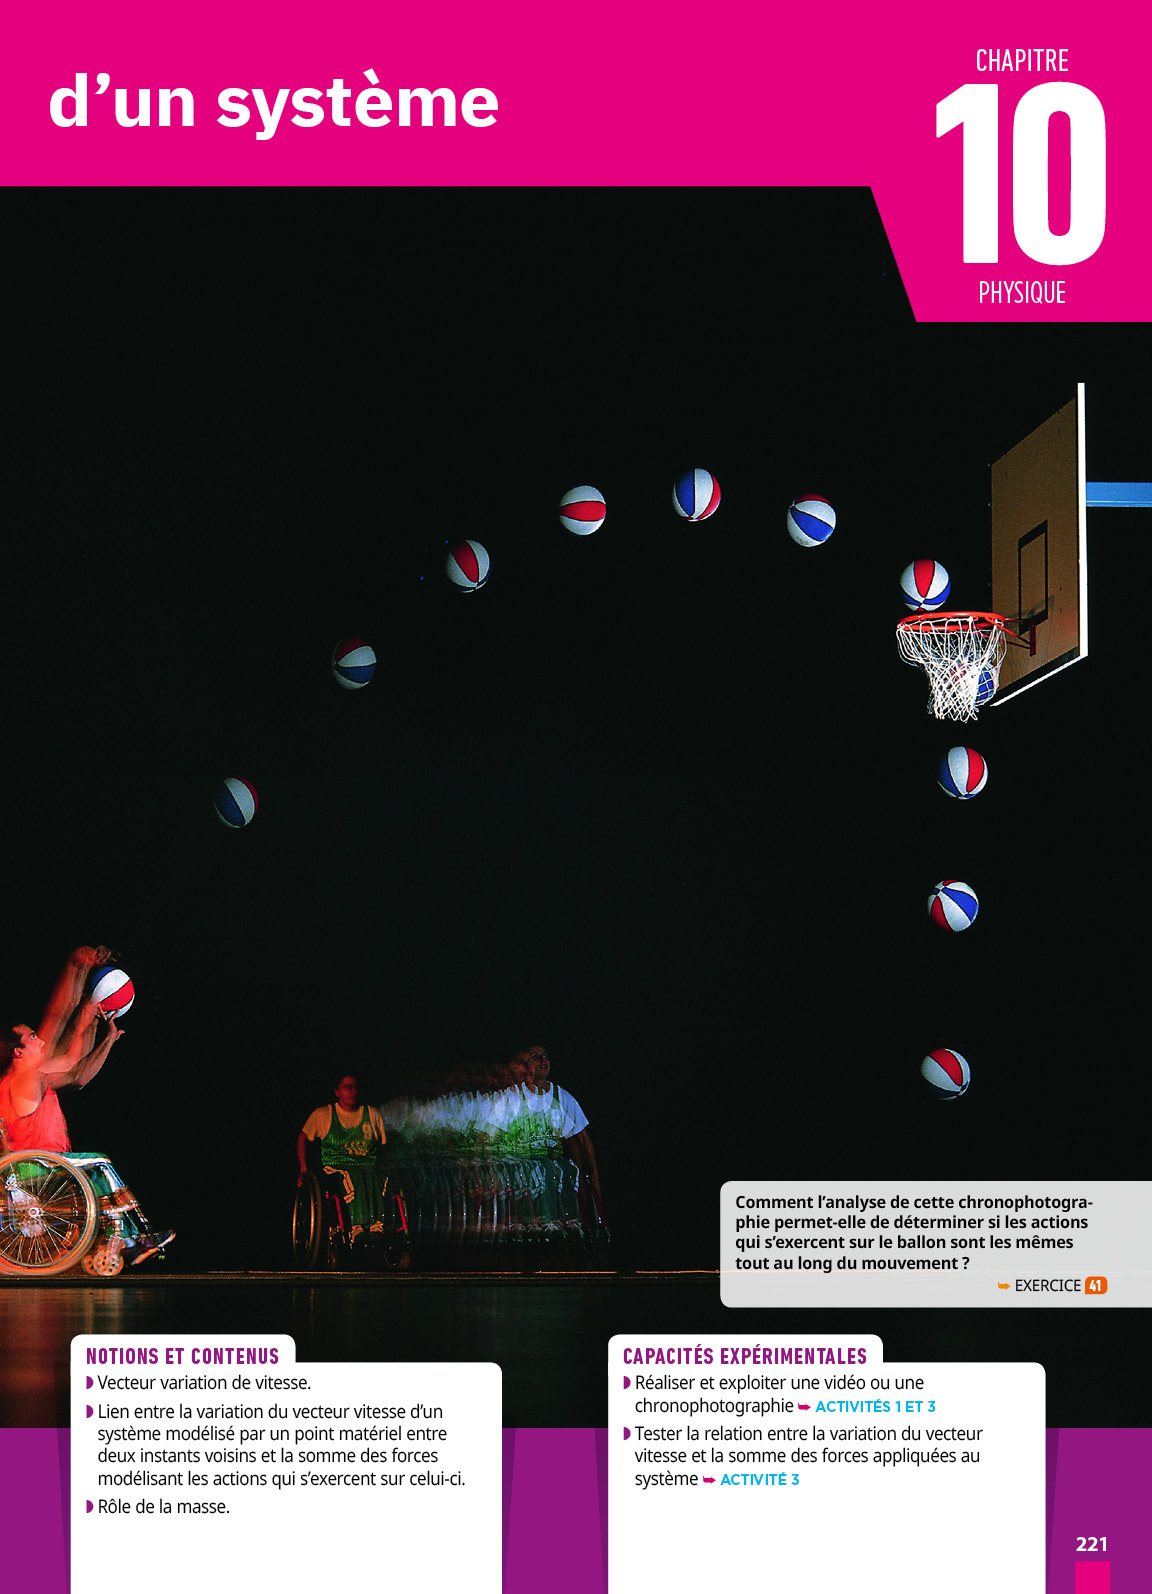 d’un système
CHAPITRE
10
PHYSIQUE
Comment l’analyse de cette chronophotogra-
phie permet-elle de déterminer si les actions
qui s’exercent sur le ballon sont les mêmes
tout au long du mouvement ?
➥ EXERCICE 41
NOTIONS ET CONTENUS
◗ Vecteur variation de vitesse.
◗ Lien entre la variation du vecteur vitesse d’un
système modélisé par un point matériel entre
deux instants voisins et la somme des forces
modélisant les actions qui s’exercent sur celui-ci.
◗ Rôle de la masse.
CAPACITÉS EXPÉRIMENTALES
◗ Réaliser et exploiter une vidéo ou une
chronophotographie ➥ ACTIVITÉS 1 ET 3
◗ Tester la relation entre la variation du vecteur
vitesse et la somme des forces appliquées au
système ➥ ACTIVITÉ 3
221